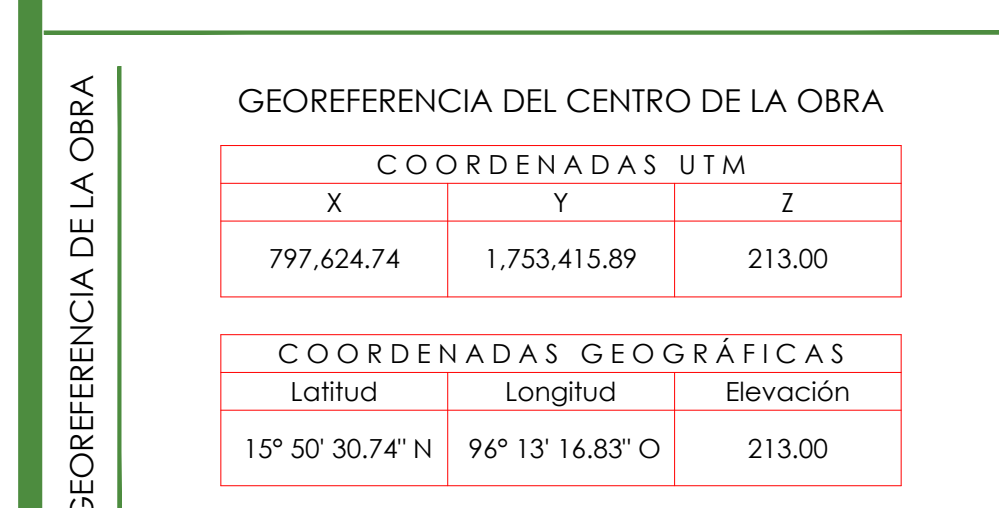 GEOREFERENCIA DE LA OBRA
GEOREFERENCIA DEL CENTRO DE LA OBRA
COORDENADAS UTM
X Y Z
797,624.74 1,753,415.89 213.00
COORDENADAS GEOGRÁFICAS
Latitud Longitud Elevación
15° 50' 30.74" N 96° 13' 16.83" O 213.00